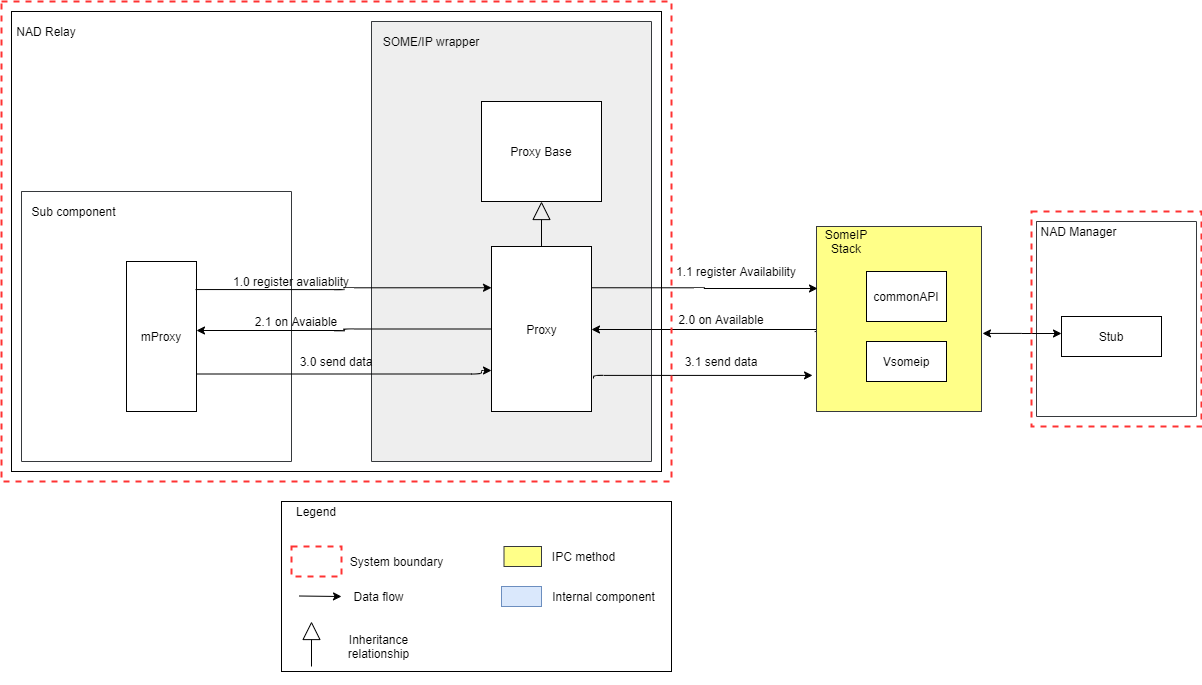 NAD Relay
SOME/IP wrapper
Proxy Base
Sub component
mProxy
1.0 register avaliablity
2.1 on Avaiable
3.0 send data
Proxy
1.1 register Availability
2.0 on Available
3.1 send data
SomeIP
Stack
commonAPI
Vsomeip
NAD Manager
Stub
Legend
System boundary
IPC method
Data flow
Internal component
Inheritance
relationship